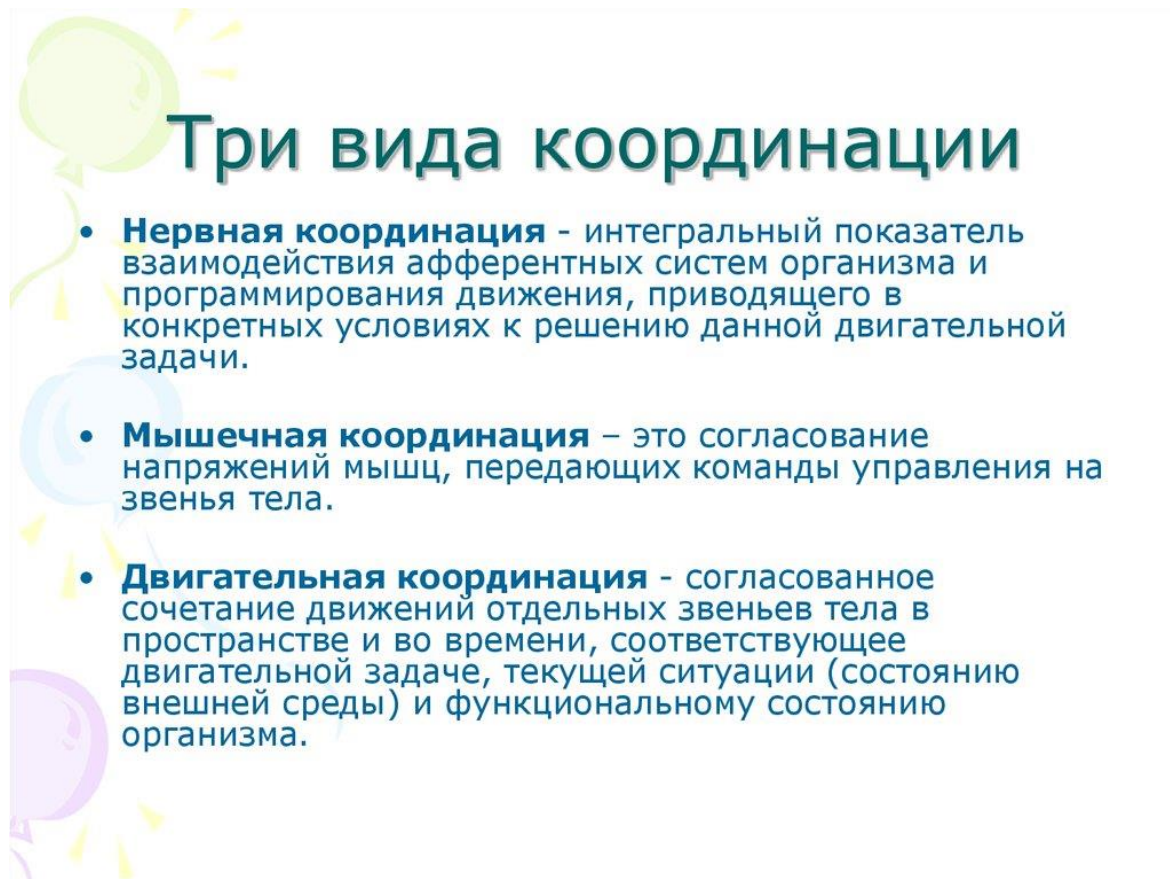 Три вида координации
• Нервная координация - интегральный показатель
взаимодействия афферентных систем организма и
программирования движения, приводящего в
конкретных условиях к решению данной двигательной
задачи.
• Мышечная координация – это согласование
напряжений мышц, передающих команды управления на
звенья тела.
• Двигательная координация - согласованное
сочетание движений отдельных звеньев тела в
пространстве и во времени, соответствующее
двигательной задаче, текущей ситуации (состоянию
внешней среды) и функциональному состоянию
организма.